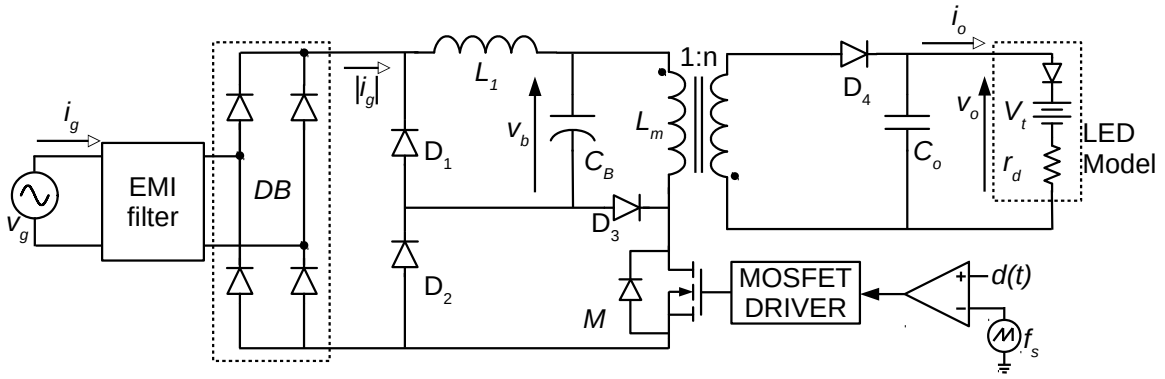 i_g
v_g
EMI
filter
DB
|i_g|
D_1
D_2
L_1
v_b
C_B
D_3
M
L_m
1:n
D_4
i_o
v_o
C_o
V_t
r_d
LED
Model
MOSFET
DRIVER
+
−
d(t)
f_s